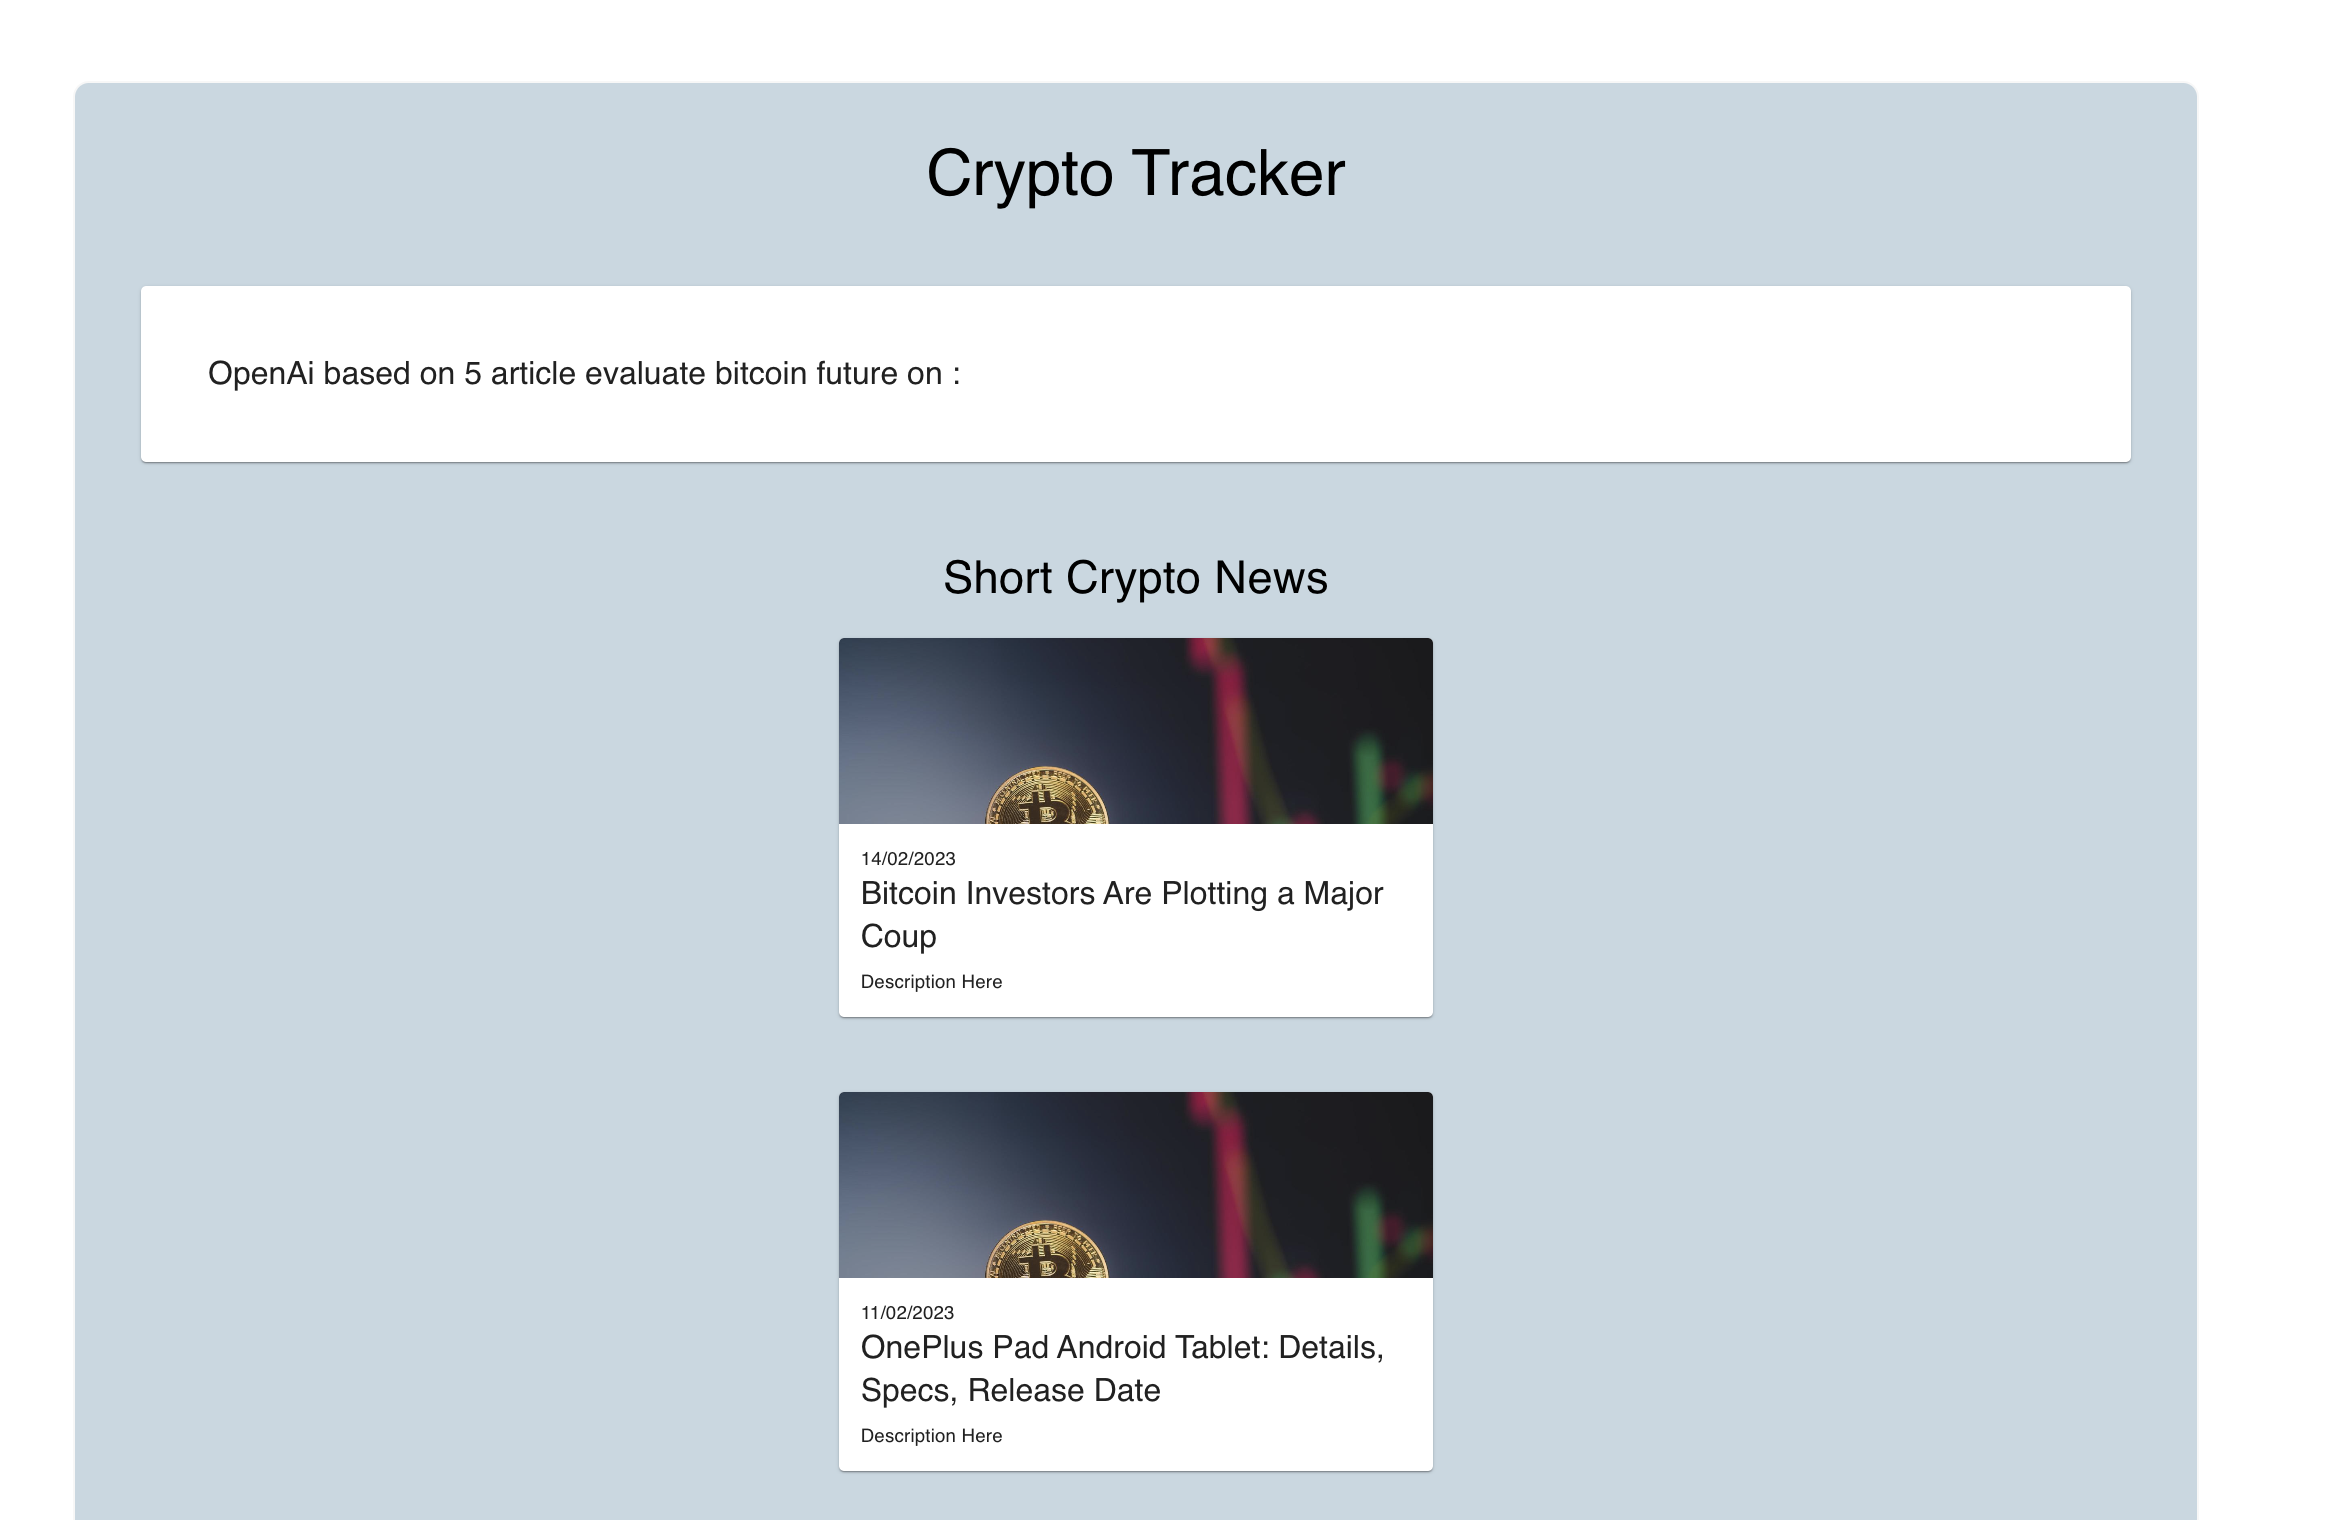 Crypto Tracker
OpenAi based on 5 article evaluate bitcoin future on :
Short Crypto News
14/02/2023
Bitcoin Investors Are Plotting a Major
Coup
Description Here
11/02/2023
OnePlus Pad Android Tablet: Details,
Specs, Release Date
Description Here